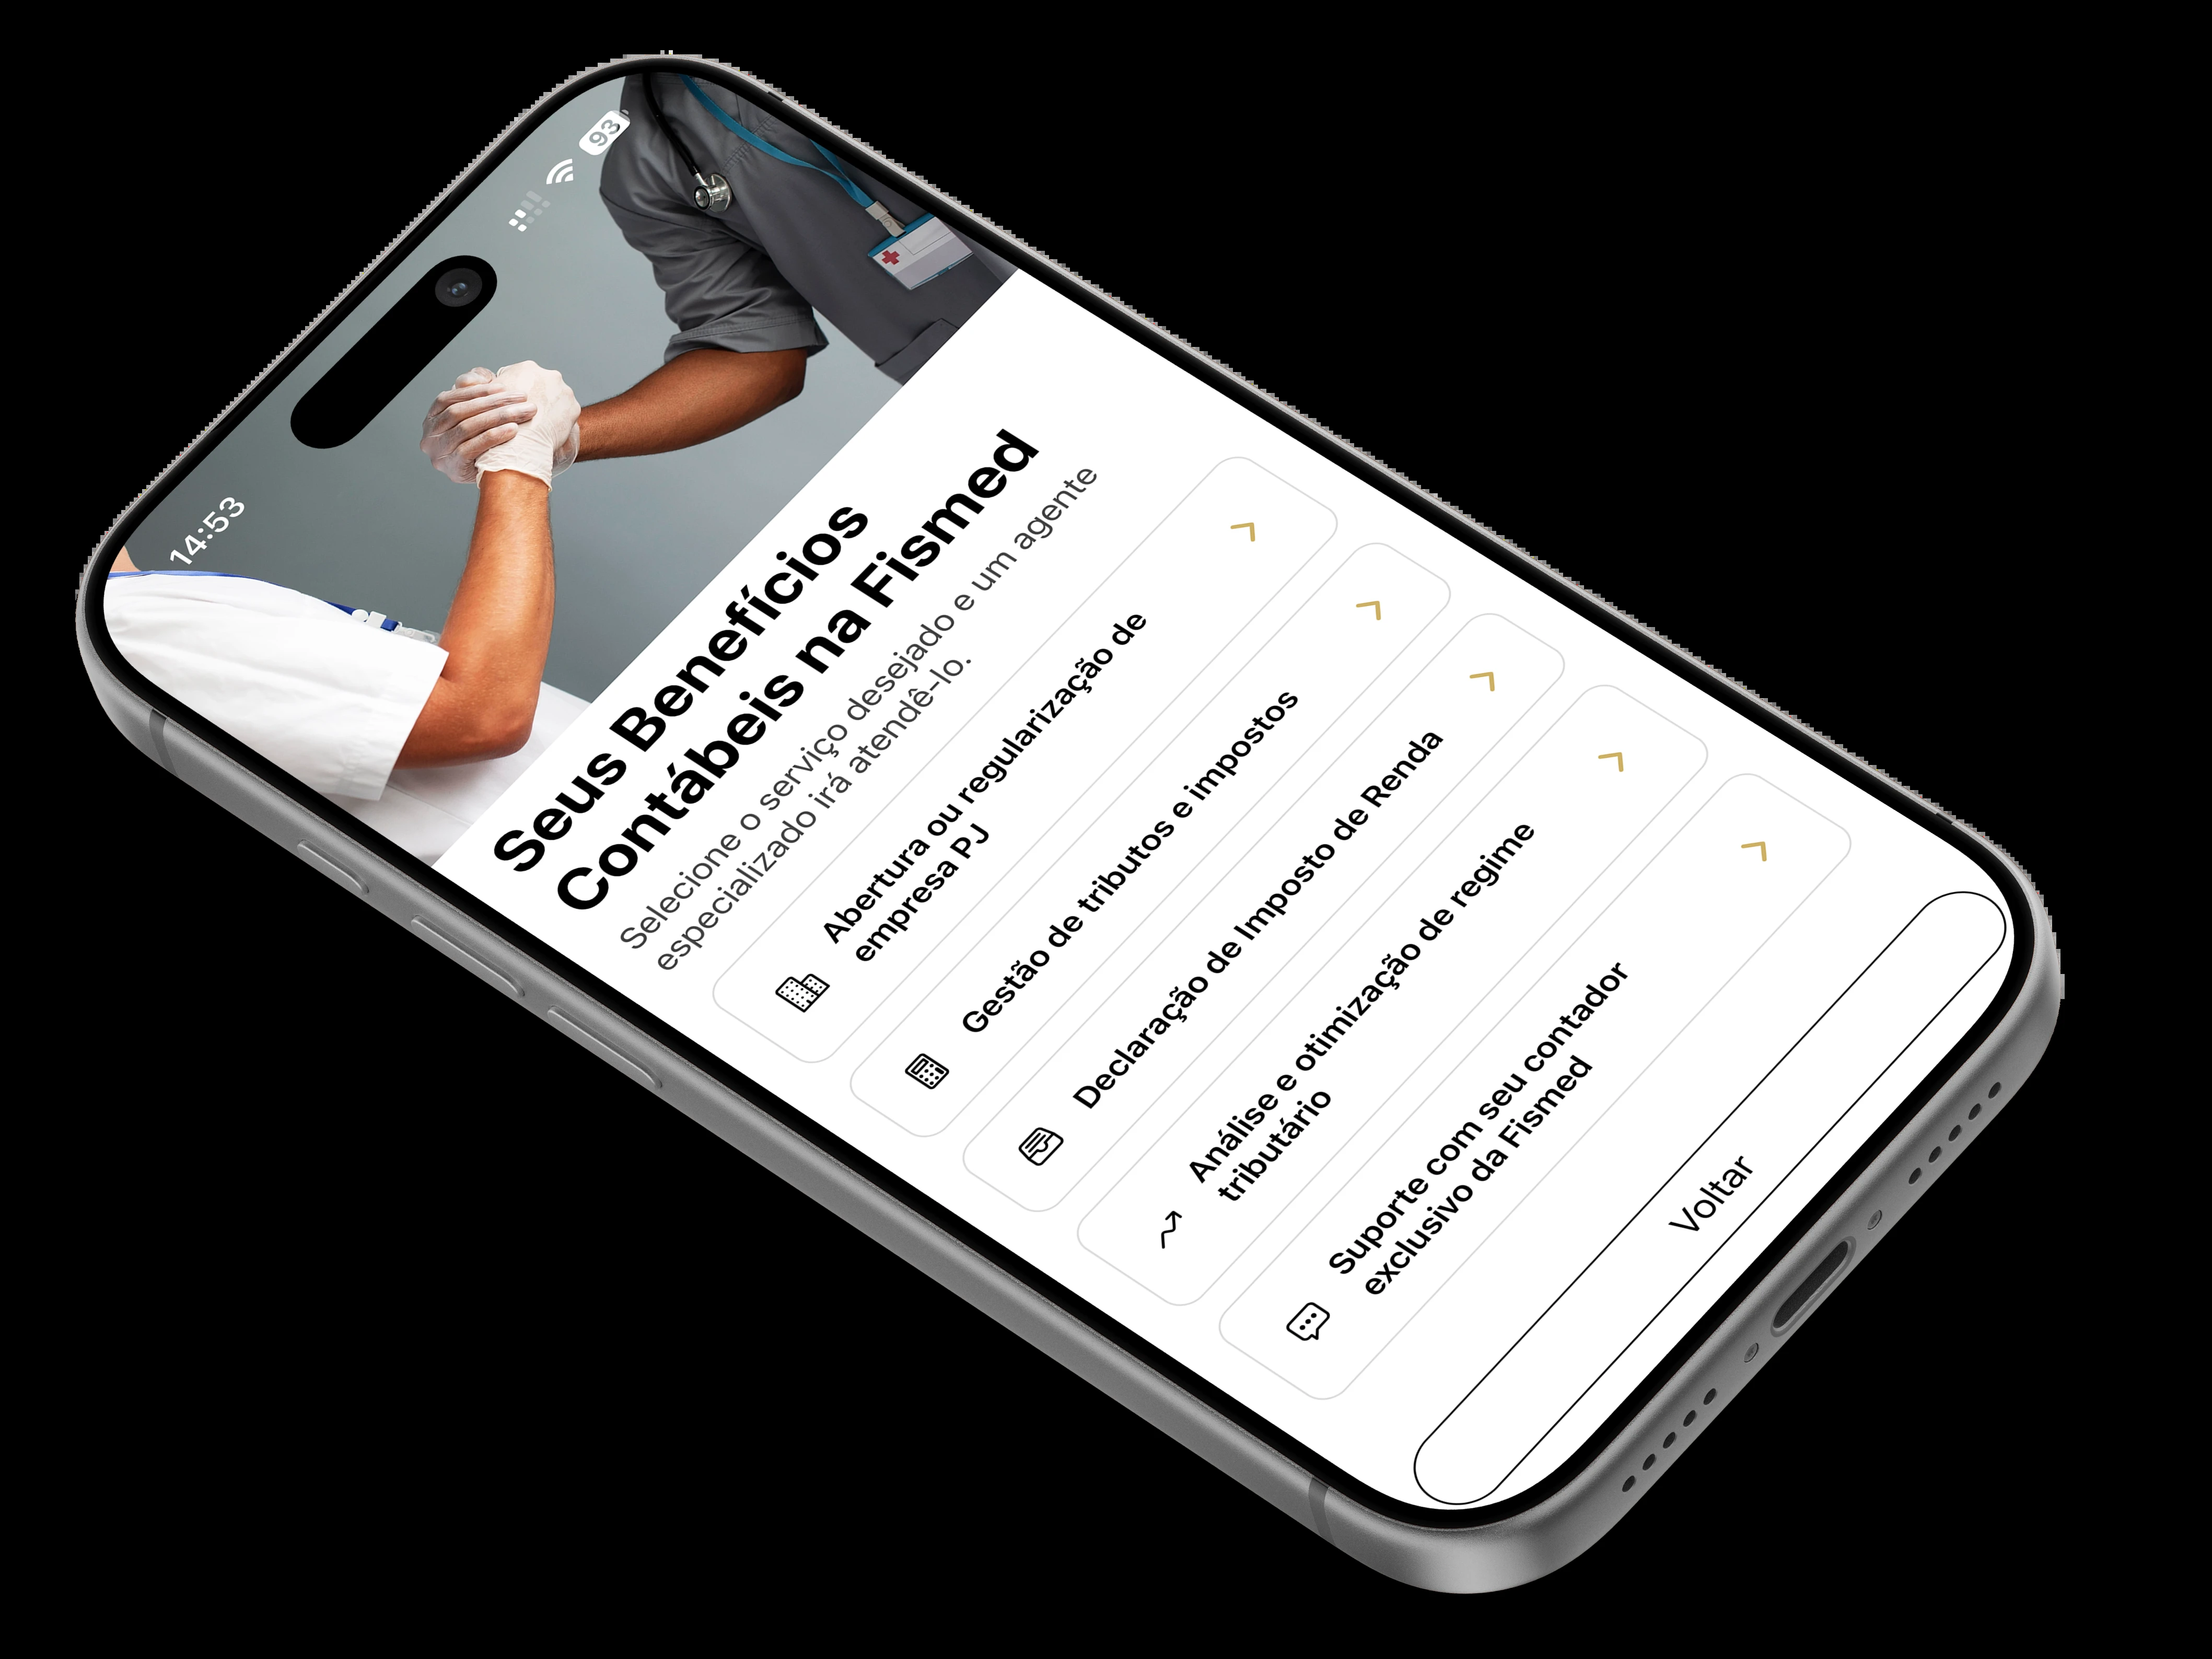 14:53
93
Seus Benefícios
Contábeis na Fismed
Selecione o serviço desejado e um agente
especializado irá atendê-lo.
Abertura ou regularização de
empresa PJ
Gestão de tributos e impostos
Declaração de Imposto de Renda
Análise e otimização de regime
tributário
Suporte com seu contador
exclusivo da Fismed
Voltar